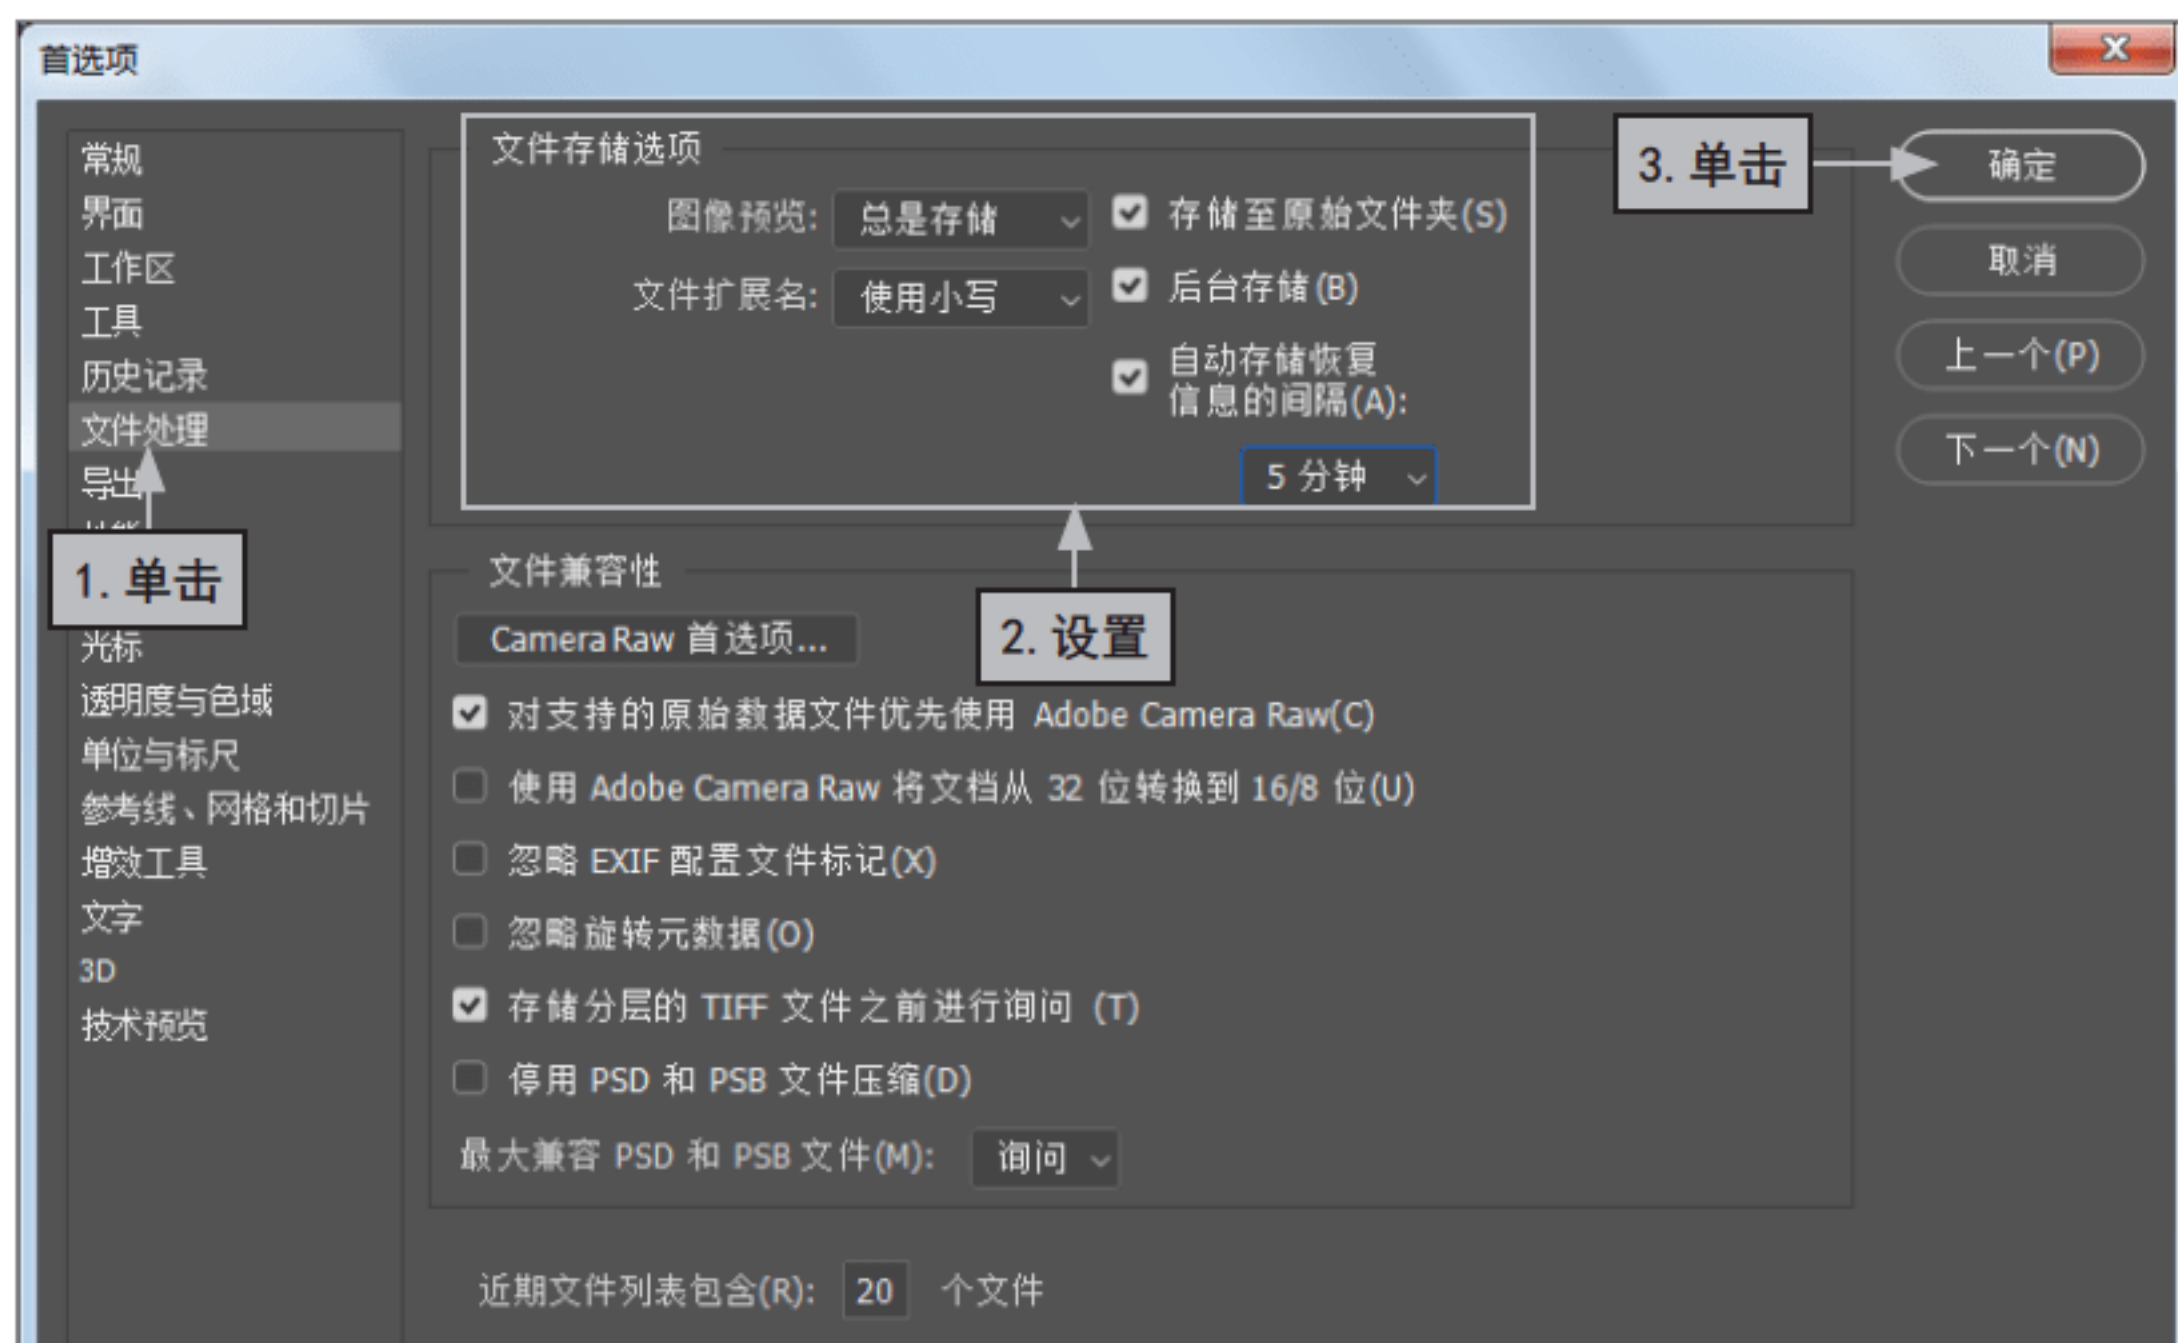 首选项
常规
界面
工作区
工具
历史记录
文件处理
导出
1. 单击
光标
透明度与色域
单位与标尺
参考线、网格和切片
增效工具
文字
3D
技术预览
文件存储选项
图像预览: 总是存储
文件扩展名: 使用小写
存储至原始文件夹(S)
后台存储(B)
自动存储恢复
信息的间隔(A):
5 分钟
2. 设置
文件兼容性
Camera Raw 首选项...
对支持的原始数据文件优先使用 Adobe Camera Raw(C)
使用 Adobe Camera Raw 将文档从 32 位转换到 16/8 位(U)
忽略 EXIF 配置文件标记(X)
忽略旋转元数据(O)
存储分层的 TIFF 文件之前进行询问 (T)
停用 PSD 和 PSB 文件压缩(D)
最大兼容 PSD 和 PSB 文件(M): 询问
近期文件列表包含(R): 20 个文件
3. 单击
确定
取消
上一个(P)
下一个(N)